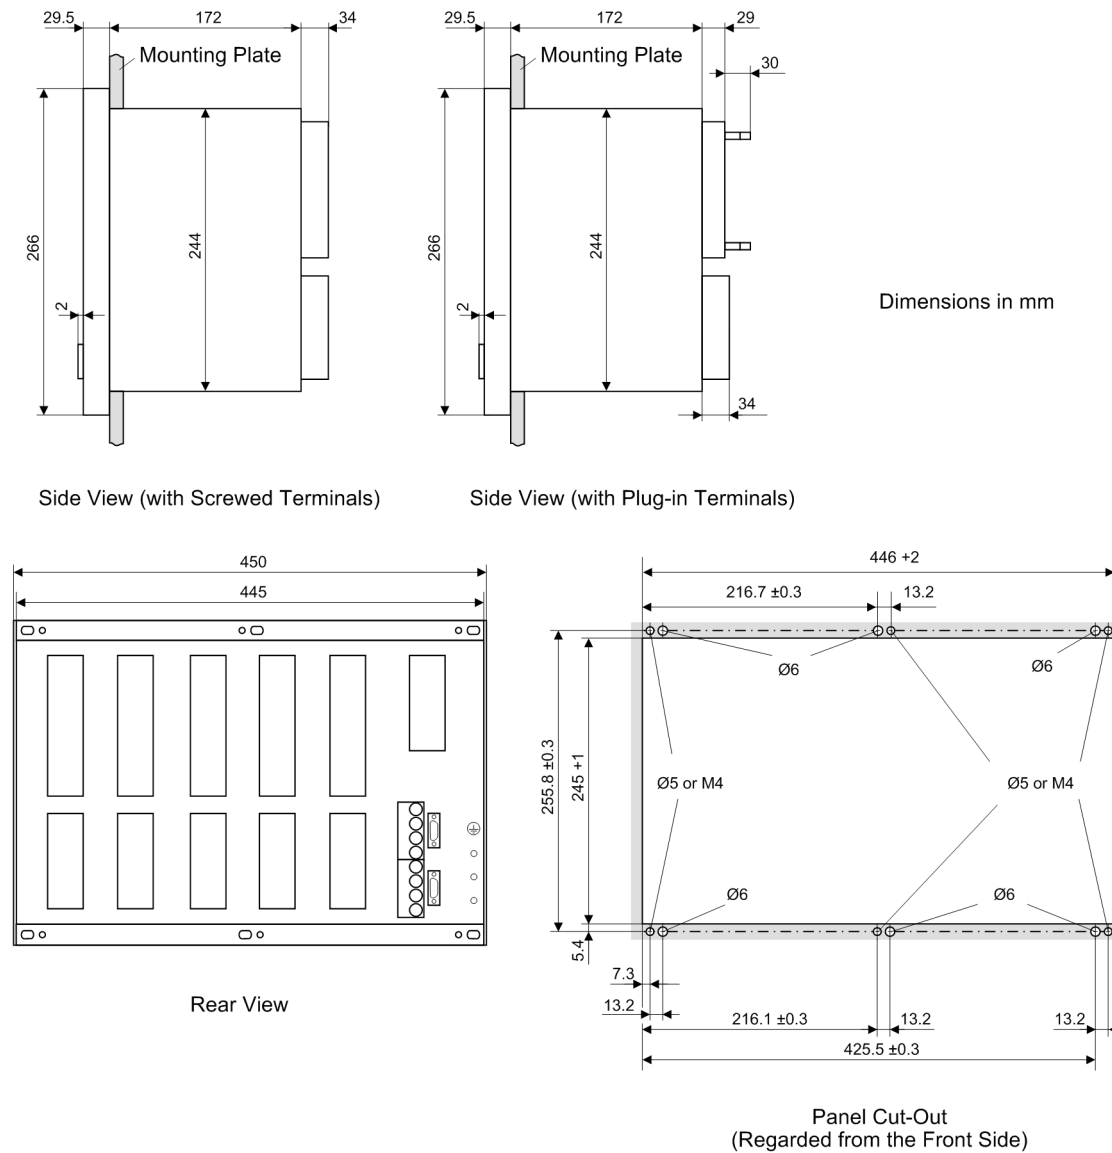 29.5 172 34
Mounting Plate
266
244
2
Side View (with Screwed Terminals)
29.5 172 29
Mounting Plate
30
266
244
2
34
Side View (with Plug-in Terminals)
Dimensions in mm
450
445
Rear View
446 +2
216.7 ±0.3 13.2
Ø6 Ø6
255.8 ±0.3
245 +1
Ø5 or M4 Ø5 or M4
Ø6 Ø6
5.4
7.3
13.2
216.1 ±0.3 13.2 13.2
425.5 ±0.3
Panel Cut-Out
(Regarded from the Front Side)